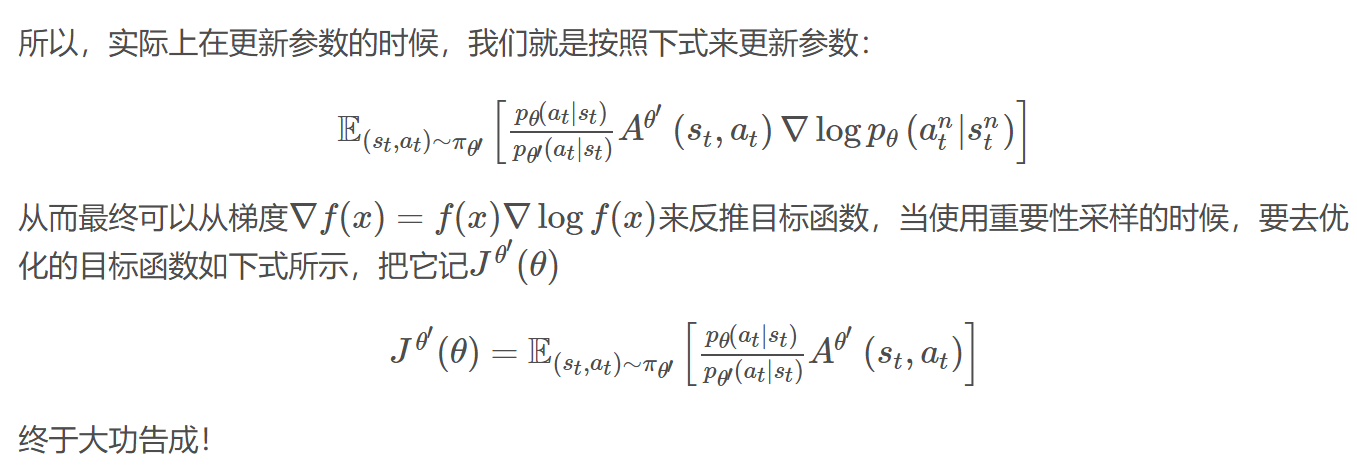 所以，实际上在更新参数的时候，我们就是按照下式来更新参数：
$\mathbb{E}_{(s_t,a_t)\sim\pi_{\theta'}}\left[\frac{p_\theta(a_t|s_t)}{p_{\theta'}(a_t|s_t)}A^{\theta'}(s_t,a_t)\nabla\log p_\theta(a_t^n|s_t^n)\right]$
从而最终可以从梯度$\nabla f(x)=f(x)\nabla\log f(x)$来反推目标函数，当使用重要性采样的时候，要去优
化的目标函数如下式所示，把它记$J^{\theta'}(\theta)$
$J^{\theta'}(\theta)=\mathbb{E}_{(s_t,a_t)\sim\pi_{\theta'}}\left[\frac{p_\theta(a_t|s_t)}{p_{\theta'}(a_t|s_t)}A^{\theta'}(s_t,a_t)\right]$
终于大功告成！